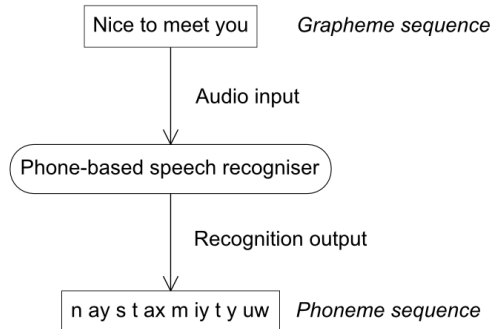 Nice to meet you Grapheme sequence
Audio input
Phone-based speech recogniser
Recognition output
n ay s t ax m iy t y uw Phoneme sequence